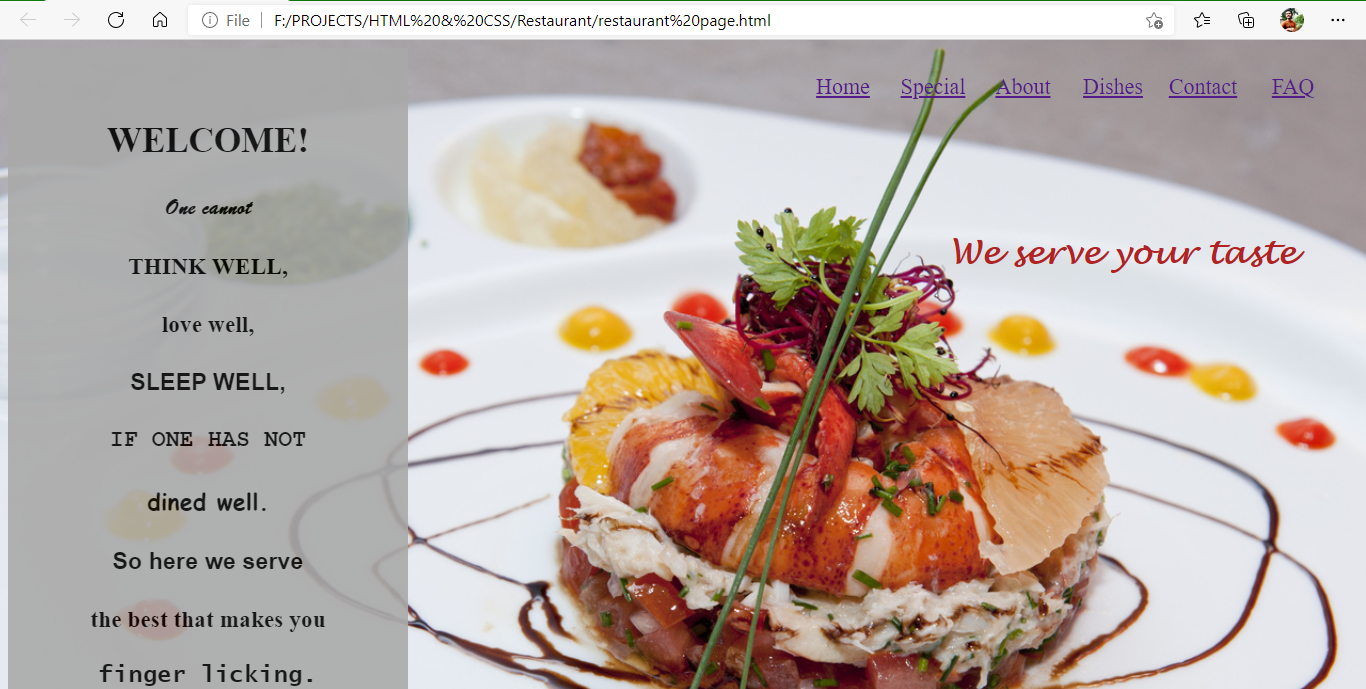 File
F:/PROJECTS/HTML%20&%20CSS/Restaurant/restaurant%20page.html
Home Special About Dishes Contact FAQ
WELCOME!
One cannot
THINK WELL,
love well,
SLEEP WELL,
IF ONE HAS NOT
dined well.
So here we serve
the best that makes you
finger licking.
We serve your taste